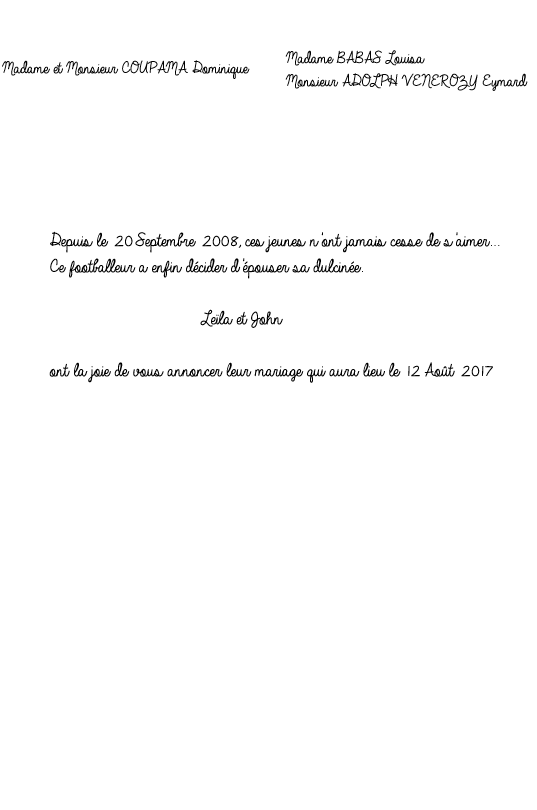 Madame et Monsieur COUPAMA Dominique
Madame BABAS Louisa
Monsieur ADOLPH VENEROZY Eymard
Depuis le 20 Septembre 2008, ces jeunes n'ont jamais cesse de s'aimer...
Ce footballeur a enfin décider d'épouser sa dulcinée.
Leïla et John
ont la joie de vous annoncer leur mariage qui aura lieu le 12 Août 2017